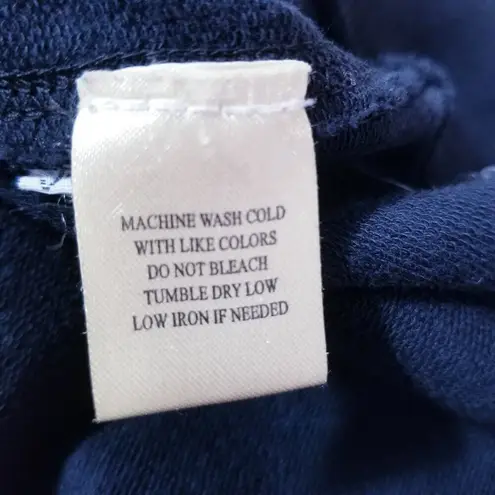 MACHINE WASH COLD
WITH LIKE COLORS
DO NOT BLEACH
TUMBLE DRY LOW
LOW IRON IF NEEDED